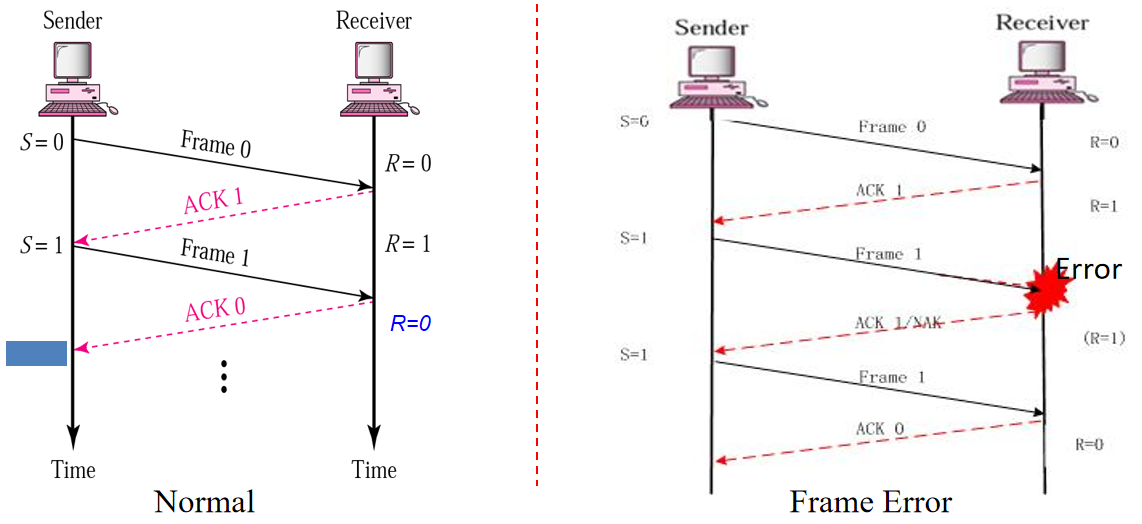 Sender
Receiver
S = 0
Frame 0
R = 0
ACK 1
S = 1
Frame 1
R = 1
ACK 0
R=0
Time
Time
Normal
Sender
Receiver
S=0
Frame 0
R=0
ACK 1
R=1
S=1
Frame 1
Error
ACK 1/NAK
(R=1)
S=1
Frame 1
ACK 0
R=0
Frame Error